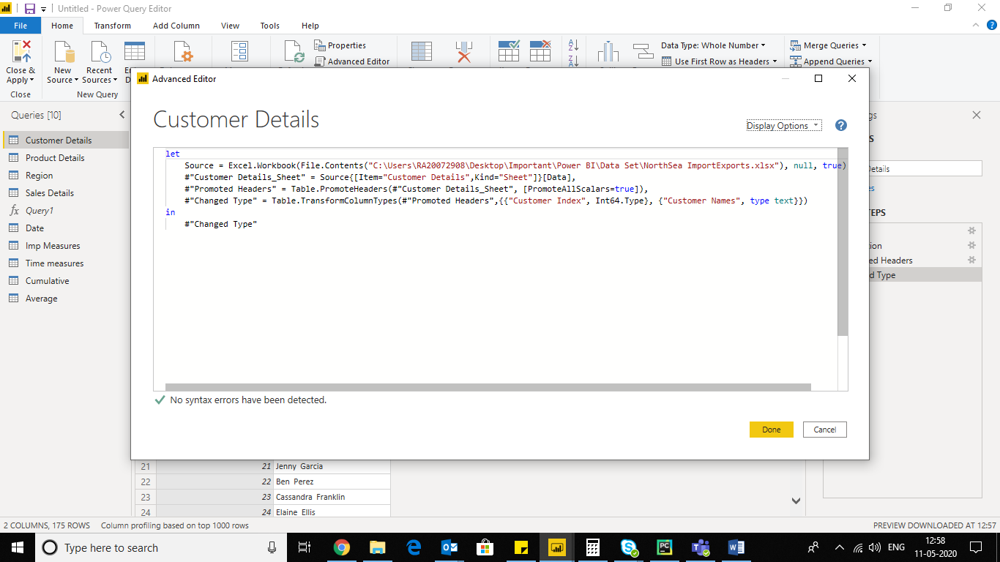 Untitled - Power Query Editor
File Home Transform Add Column View Tools Help
Close & Apply
New Source
Recent Sources
Properties
Advanced Editor
Data Type: Whole Number
Use First Row as Headers
Merge Queries
Append Queries
Close
New Query
Queries [10]
Customer Details
Product Details
Region
Sales Details
fx Query1
Date
Imp Measures
Time measures
Cumulative
Average
Advanced Editor
Customer Details
Display Options
let
Source = Excel.Workbook(File.Contents("C:\Users\RA20072908\Desktop\Important\Power BI\Data Set\NorthSea ImportExports.xlsx"), null, true)
#"Customer Details_Sheet" = Source{[Item="Customer Details",Kind="Sheet"]}[Data],
#"Promoted Headers" = Table.PromoteHeaders(#"Customer Details_Sheet", [PromoteAllScalars=true]),
#"Changed Type" = Table.TransformColumnTypes(#"Promoted Headers",{{"Customer Index", Int64.Type}, {"Customer Names", type text}})
in
#"Changed Type"
No syntax errors have been detected.
Done Cancel
21 21 Jenny Garcia
22 22 Ben Perez
23 23 Cassandra Franklin
24 24 Elaine Ellis
2 COLUMNS, 175 ROWS Column profiling based on top 1000 rows
PREVIEW DOWNLOADED AT 12:57
Type here to search
ENG
12:58
11-05-2020